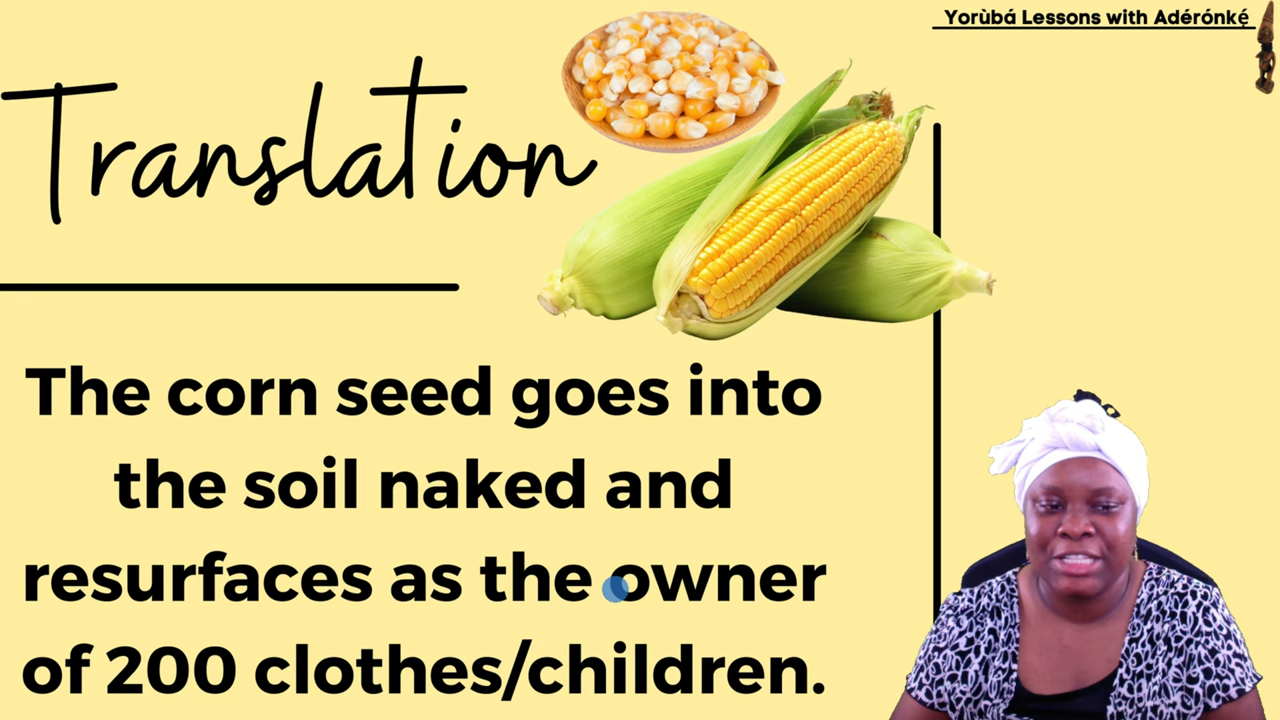 Yorùbá Lessons with Adérónkẹ́
Translation
The corn seed goes into
the soil naked and
resurfaces as the owner
of 200 clothes/children.